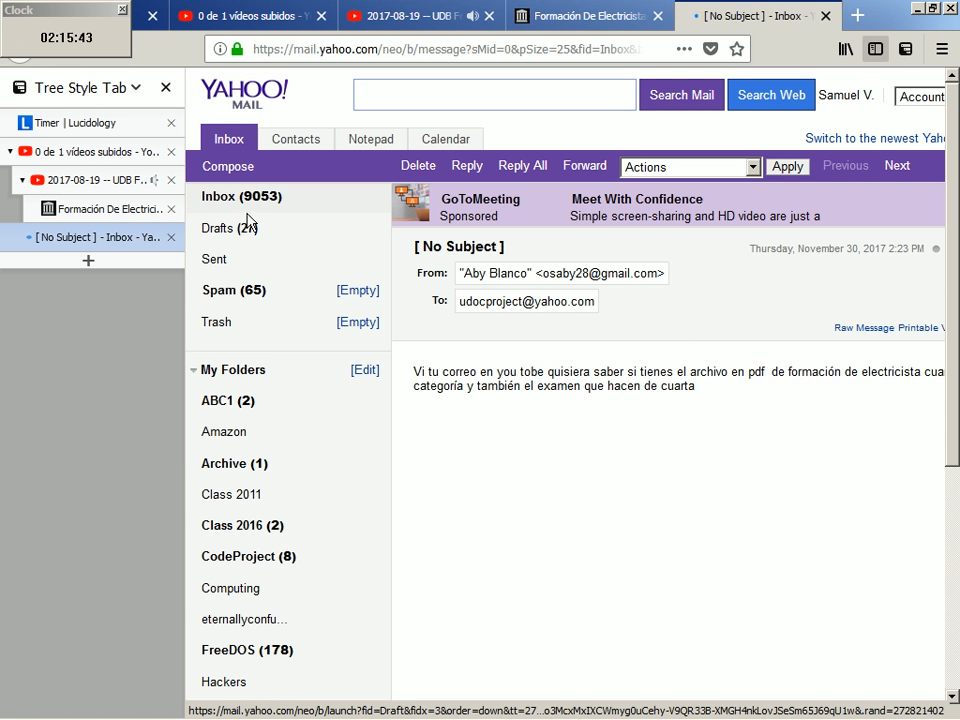 Clock
02:15:43
0 de 1 vídeos subidos -
2017-08-19 -- UDB F
Formación De Electricista
[ No Subject ] - Inbox - Ya
https://mail.yahoo.com/neo/b/message?sMid=0&pSize=25&fid=Inbox&
Tree Style Tab
Timer | Lucidology
0 de 1 vídeos subidos - Yo...
2017-08-19 -- UDB F..
Formación De Electrici..
[ No Subject ] - Inbox - Ya..
YAHOO!
MAIL
Search Mail
Search Web
Samuel V.
Account
Inbox
Contacts
Notepad
Calendar
Switch to the newest Yaho
Compose
Delete
Reply
Reply All
Forward
Actions
Apply
Previous
Next
Inbox (9053)
Drafts
Sent
Spam (65)
[Empty]
Trash
[Empty]
My Folders
[Edit]
ABC1 (2)
Amazon
Archive (1)
Class 2011
Class 2016 (2)
CodeProject (8)
Computing
eternallyconfu...
FreeDOS (178)
Hackers
GoToMeeting
Sponsored
Meet With Confidence
Simple screen-sharing and HD video are just a
[ No Subject ]
Thursday, November 30, 2017 2:23 PM
From:
"Aby Blanco" <osaby28@gmail.com>
To:
udocproject@yahoo.com
Raw Message Printable V
Vi tu correo en you tobe quisiera saber si tienes el archivo en pdf de formación de electricista cua
categoría y también el examen que hacen de cuarta
https://mail.yahoo.com/neo/b/launch?fid=Draft&fidx=3&order=down&tt=27...o3McxMxIXCWmyg0uCehy-V9QR33B-XMGH4nkLovJSeSm65J69qU1w&.rand=272821402